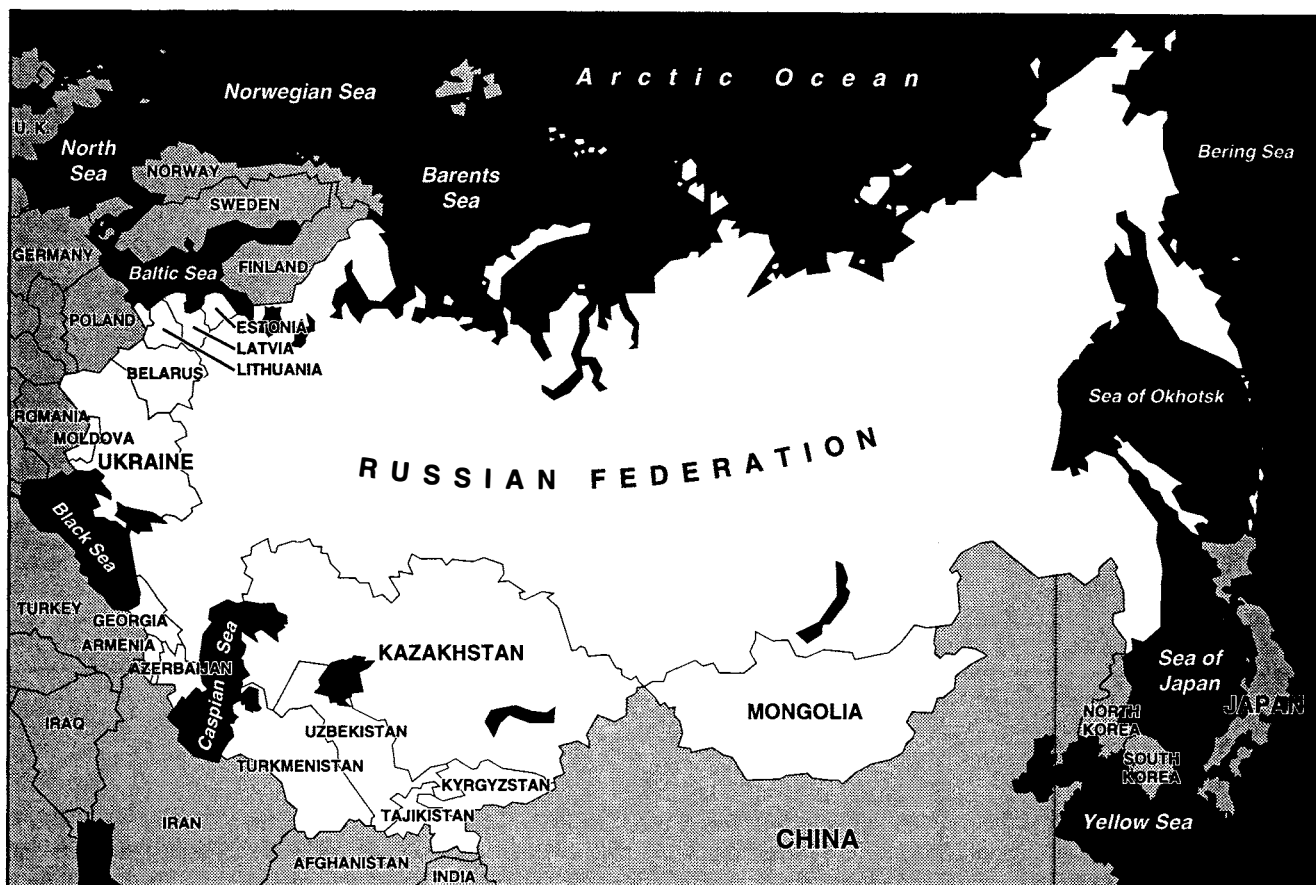 Arctic Ocean
Norwegian Sea
U. K.
North
Sea
Barents
Sea
Bering Sea
NORWAY
SWEDEN
GERMANY
Baltic Sea
FINLAND
POLAND
ESTONIA
LATVIA
LITHUANIA
BELARUS
Sea of Okhotsk
ROMANIA
MOLDOVA
UKRAINE
RUSSIAN FEDERATION
Black Sea
TURKEY
GEORGIA
ARMENIA
AZERBAIJAN
Caspian Sea
KAZAKHSTAN
Sea of
Japan
JAPAN
IRAQ
UZBEKISTAN
MONGOLIA
NORTH
KOREA
TURKMENISTAN
SOUTH
KOREA
KYRGYZSTAN
TAJIKISTAN
IRAN
CHINA
Yellow Sea
AFGHANISTAN
INDIA